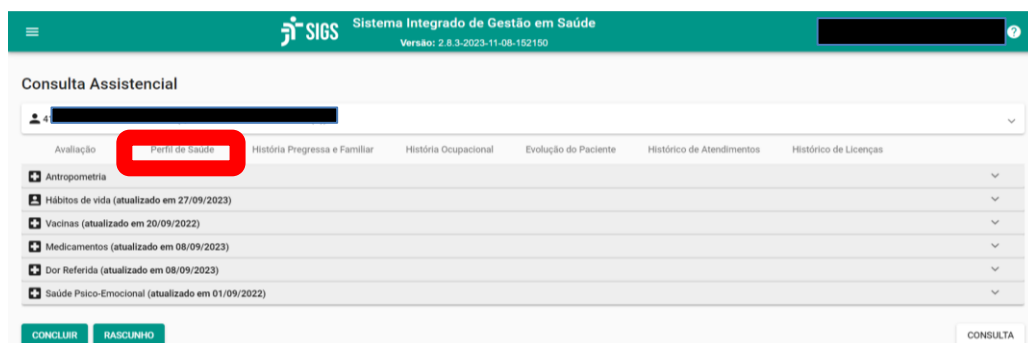 SIGS
Sistema Integrado de Gestão em Saúde
Versão: 2.8.3-2023-11-08-152150
Consulta Assistencial
Avaliação Perfil de Saúde História Pregressa e Familiar História Ocupacional Evolução do Paciente Histórico de Atendimentos Histórico de Licenças
Antropometria
Hábitos de vida (atualizado em 27/09/2023)
Vacinas (atualizado em 20/09/2022)
Medicamentos (atualizado em 08/09/2023)
Dor Referida (atualizado em 08/09/2023)
Saúde Psico-Emocional (atualizado em 01/09/2022)
CONCLUIR RASCUNHO CONSULTA